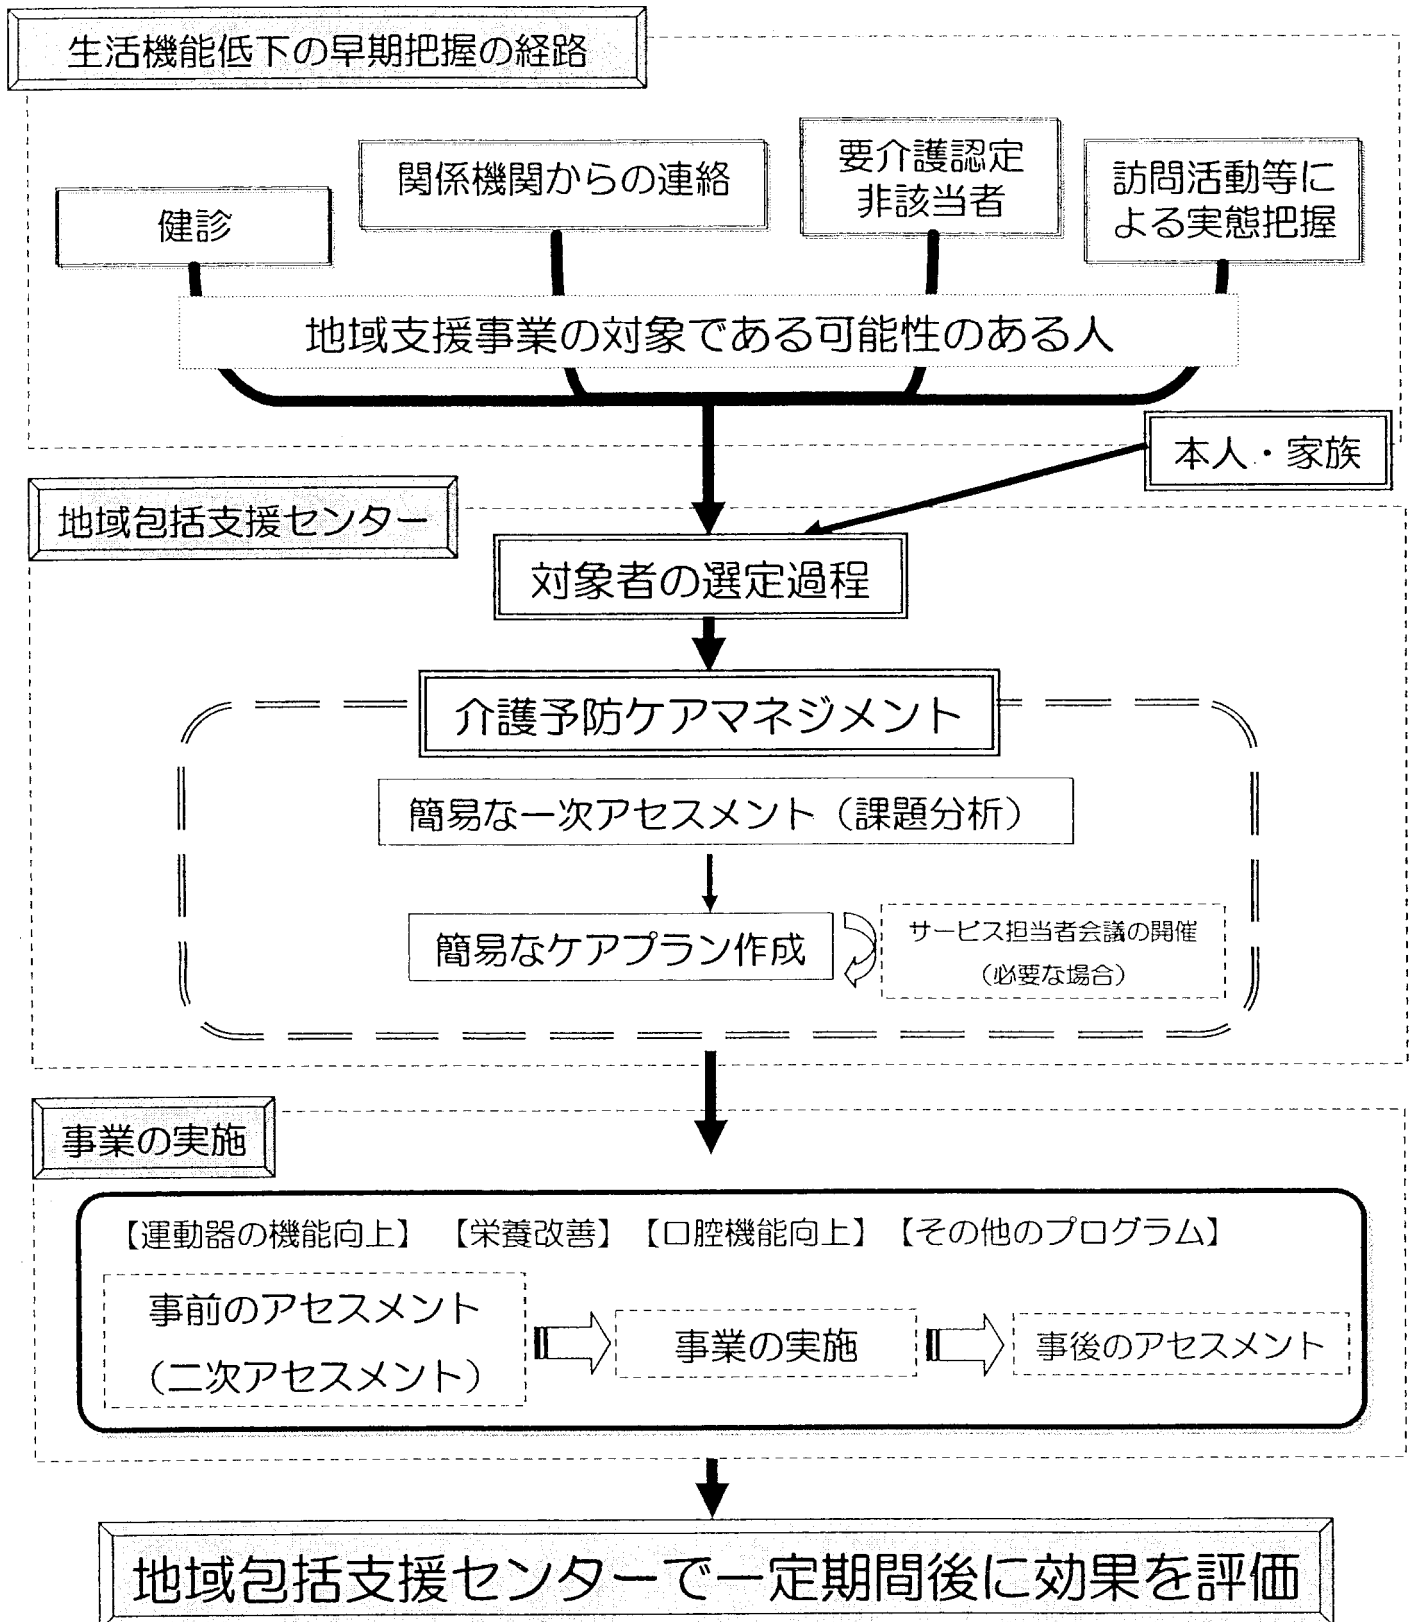 生活機能低下の早期把握の経路
健診
関係機関からの連絡
要介護認定
非該当者
訪問活動等に
よる実態把握
地域支援事業の対象である可能性のある人
本人・家族
地域包括支援センター
対象者の選定過程
介護予防ケアマネジメント
簡易な一次アセスメント（課題分析）
簡易なケアプラン作成
サービス担当者会議の開催
（必要な場合）
事業の実施
【運動器の機能向上】 【栄養改善】 【口腔機能向上】 【その他のプログラム】
事前のアセスメント
（二次アセスメント）
事業の実施
事後のアセスメント
地域包括支援センターで一定期間後に効果を評価